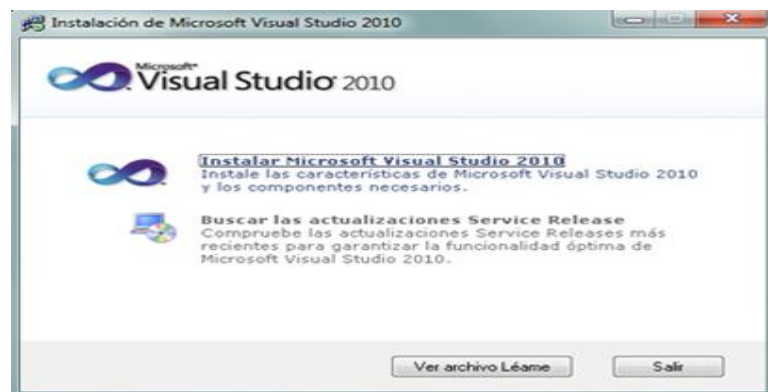 Instalación de Microsoft Visual Studio 2010
Microsoft®
Visual Studio 2010
Instalar Microsoft Visual Studio 2010
Instale las características de Microsoft Visual Studio 2010
y los componentes necesarios.
Buscar las actualizaciones Service Release
Compruebe las actualizaciones Service Releases más
recientes para garantizar la funcionalidad óptima de
Microsoft Visual Studio 2010.
Ver archivo Léame
Salir